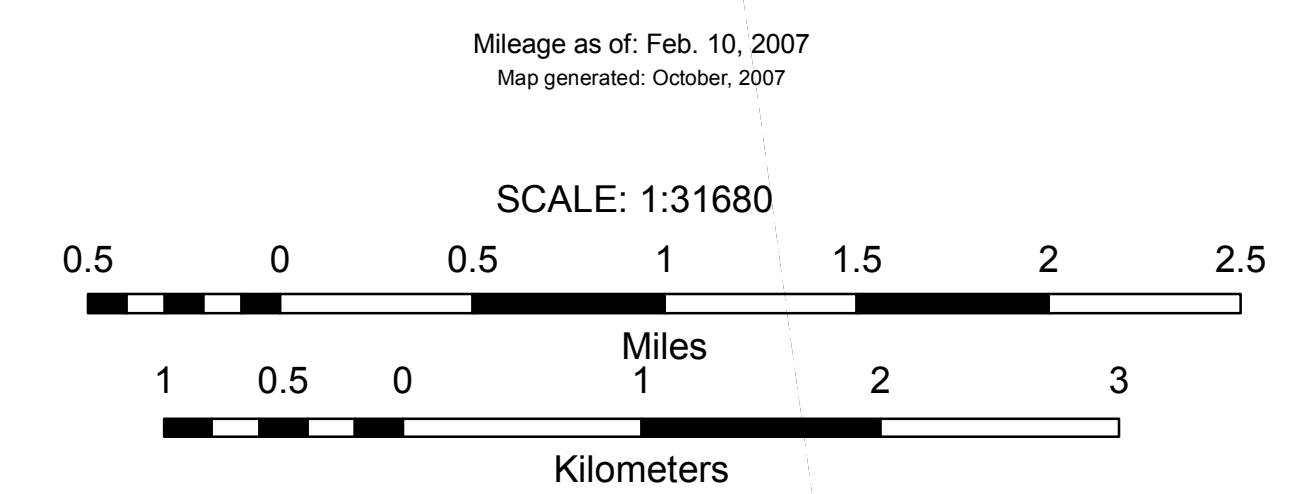 Mileage as of: Feb. 10, 2007
Map generated: October, 2007
SCALE: 1:31680
0.5 0 0.5 1 1.5 2 2.5
Miles
1 0.5 0 1 2 3
Kilometers